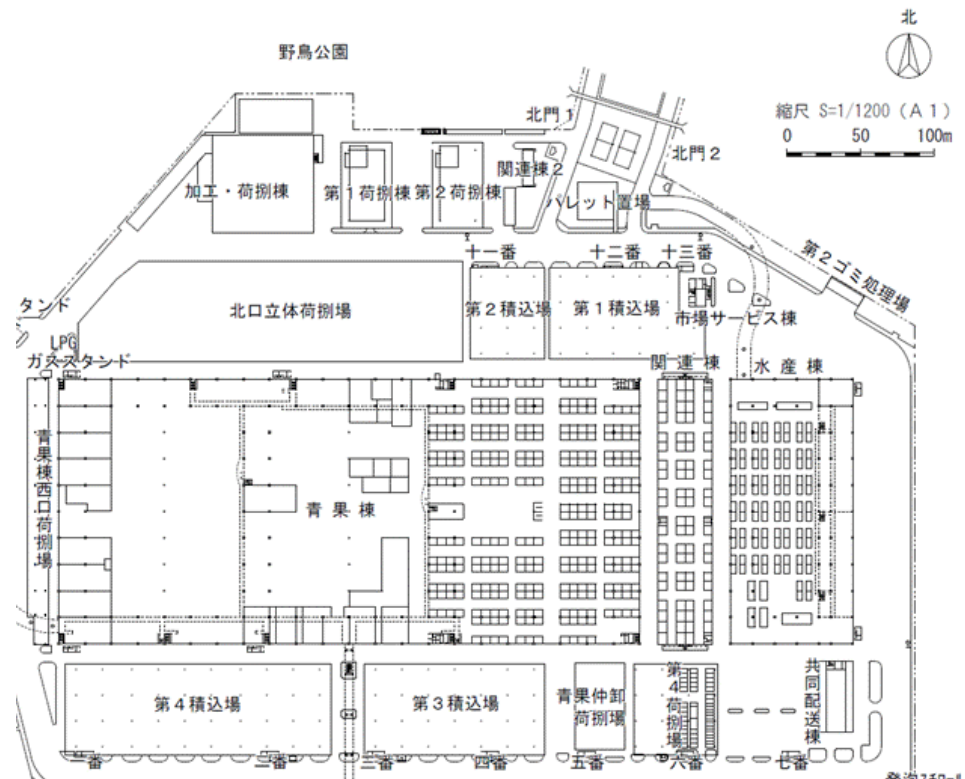 北
野鳥公園
縮尺 S=1/1200 (A1)
0 50 100m
北門1
北門2
関連棟2
加工・荷捌棟
第1荷捌棟
第2荷捌棟
パレット置場
十一番
十二番
十三番
第2ゴミ処理場
北口立体荷捌場
第2積込場
第1積込場
市場サービス棟
タンド
LPG
ガススタンド
関連棟
水産棟
青果棟西口荷捌場
青果棟
第4積込場
第3積込場
青果仲卸
荷捌場
第4荷捌場
共同配送棟
二番
三番
四番
五番
六番
七番